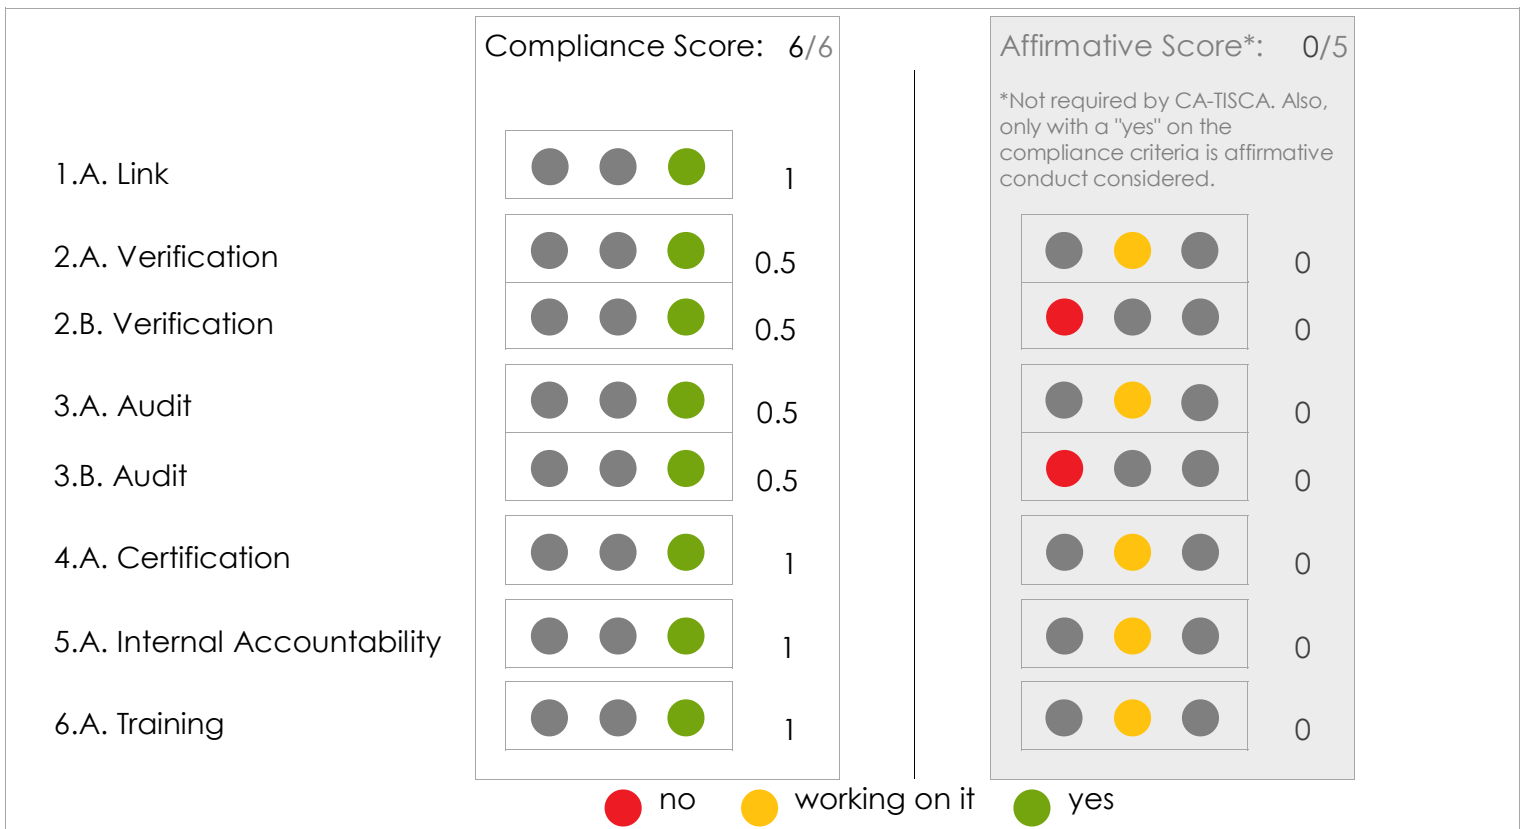 Compliance Score: 6/6
Affirmative Score*: 0/5
*Not required by CA-TISCA. Also,
only with a "yes" on the
compliance criteria is affirmative
conduct considered.
1.A. Link 1
2.A. Verification 0.5 0
2.B. Verification 0.5 0
3.A. Audit 0.5 0
3.B. Audit 0.5 0
4.A. Certification 1 0
5.A. Internal Accountability 1 0
6.A. Training 1 0
no working on it yes